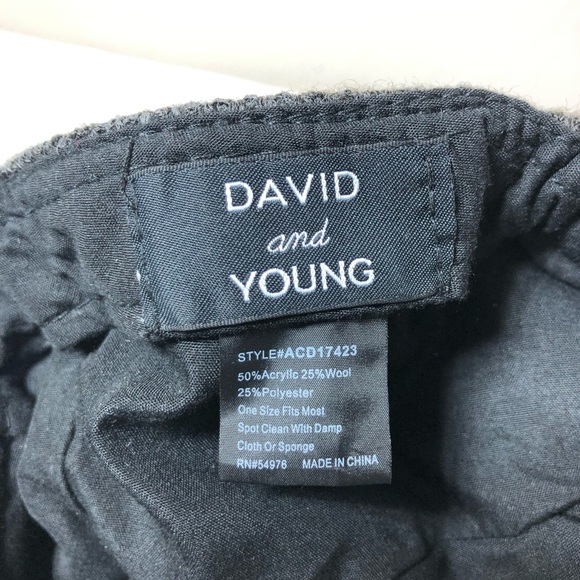 DAVID
and
YOUNG
STYLE#ACD17423
50%Acrylic 25%Wool
25%Polyester
One Size Fits Most
Spot Clean With Damp
Cloth Or Sponge
RN#54976 MADE IN CHINA